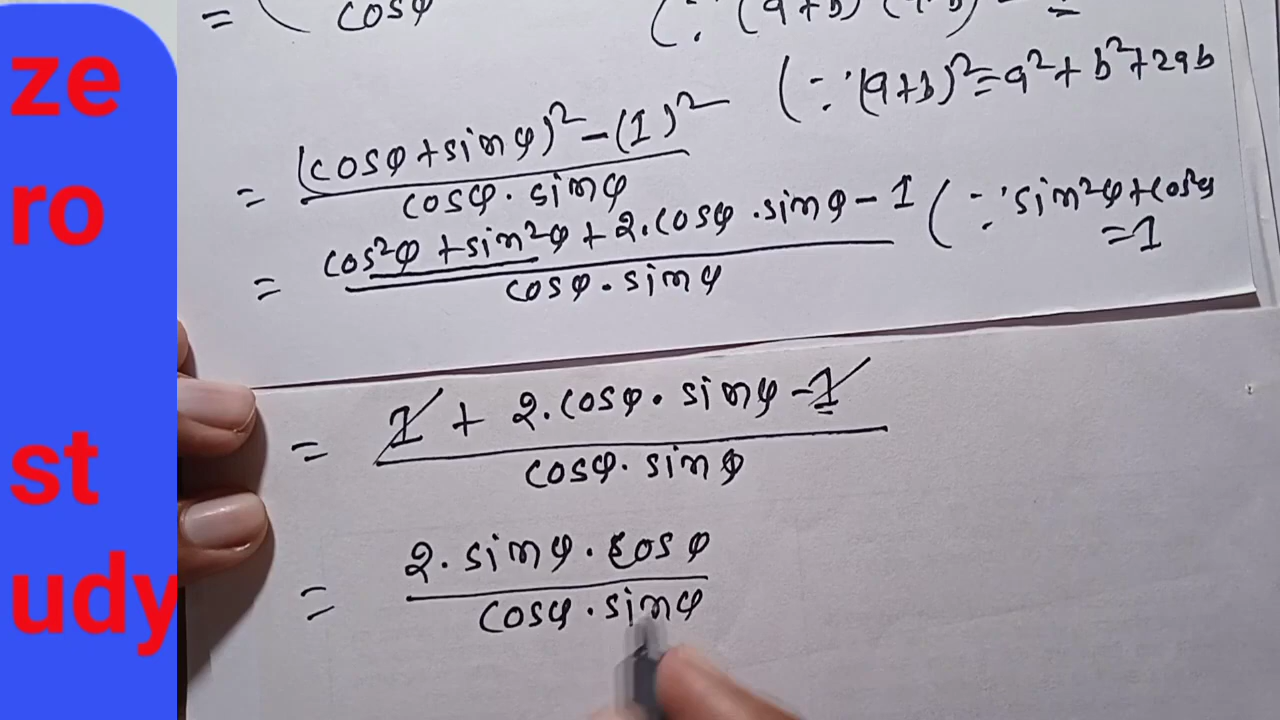 ze
ro
st
udy
= ( cosφ
(∵ (a+b)
(∵ (a+b)²=a²+b²+2ab
= (cosφ+sinφ)²-(1)²
cosφ.sinφ
= cos²φ+sin²φ+2.cosφ.sinφ-1 (∵ sin²φ+cos²φ
=1
cosφ.sinφ
= 1+2.cosφ.sinφ-1
cosφ.sinφ
= 2.sinφ.cosφ
cosφ.sinφ